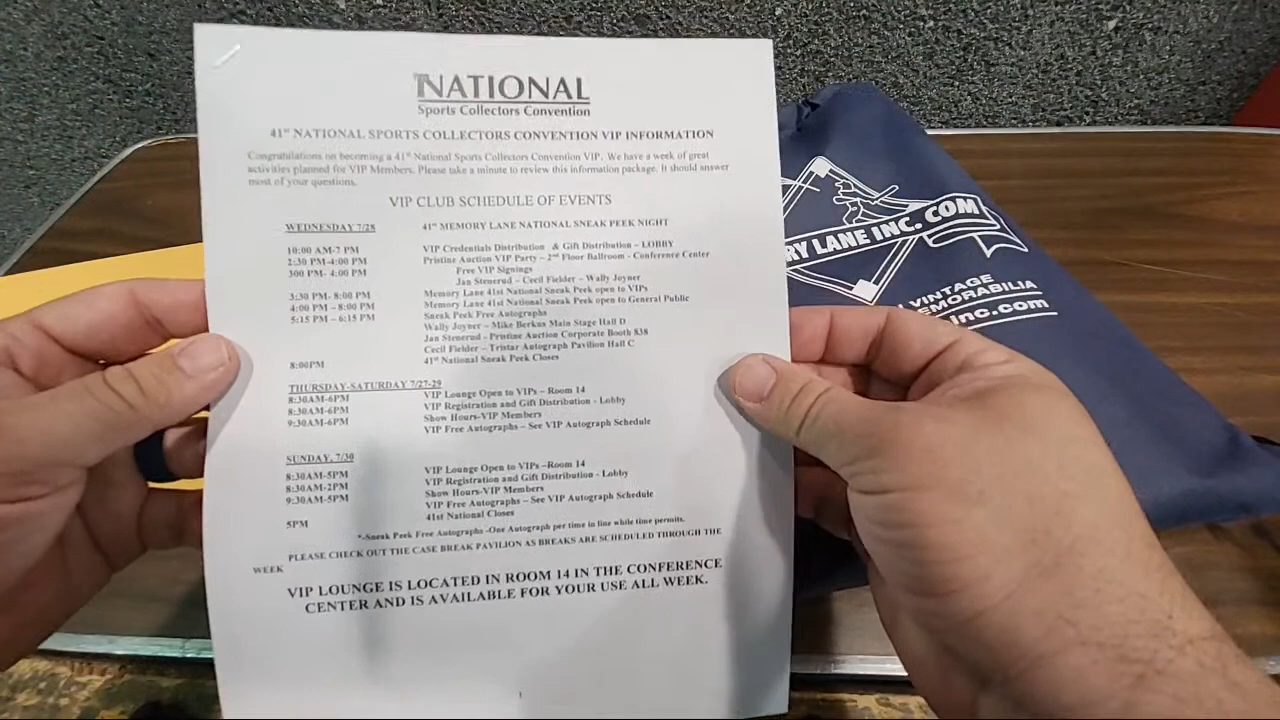 THE NATIONAL
Sports Collectors Convention
41st NATIONAL SPORTS COLLECTORS CONVENTION VIP INFORMATION
Congratulations on becoming a 41st National Sports Collectors Convention VIP. We have a week of great
activities planned for VIP Members. Please take a minute to review this information package. It should answer
most of your questions.
VIP CLUB SCHEDULE OF EVENTS
WEDNESDAY 7/28 41st MEMORY LANE NATIONAL SNEAK PEEK NIGHT
10:00 AM-7 PM VIP Credentials Distribution & Gift Distribution – LOBBY
2:30 PM-4:00 PM Pristine Auction VIP Party – 2nd Floor Ballroom - Conference Center
300 PM- 4:00 PM Free VIP Signings
Jan Stenerud – Cecil Fielder – Wally Joyner
3:30 PM- 8:00 PM Memory Lane 41st National Sneak Peek open to VIPs
4:00 PM – 8:00 PM Memory Lane 41st National Sneak Peek open to General Public
5:15 PM – 6:15 PM Sneak Peek Free Autographs
Wally Joyner – Mike Berkus Main Stage Hall D
Jan Stenerud - Pristine Auction Corporate Booth 838
Cecil Fielder – Tristar Autograph Pavilion Hall C
8:00PM 41st National Sneak Peek Closes
THURSDAY-SATURDAY 7/27-29
8:30AM-6PM VIP Lounge Open to VIPs – Room 14
8:30AM-6PM VIP Registration and Gift Distribution - Lobby
9:30AM-6PM Show Hours-VIP Members
VIP Free Autographs – See VIP Autograph Schedule
SUNDAY, 7/30
8:30AM-5PM VIP Lounge Open to VIPs –Room 14
8:30AM-2PM VIP Registration and Gift Distribution - Lobby
9:30AM-5PM Show Hours-VIP Members
VIP Free Autographs – See VIP Autograph Schedule
5PM 41st National Closes
*-Sneak Peek Free Autographs -One Autograph per time in line while time permits.
PLEASE CHECK OUT THE CASE BREAK PAVILION AS BREAKS ARE SCHEDULED THROUGH THE
WEEK
VIP LOUNGE IS LOCATED IN ROOM 14 IN THE CONFERENCE
CENTER AND IS AVAILABLE FOR YOUR USE ALL WEEK.
1
RY LANE INC. COM
VINTAGE
EMORABILIA
inc.com